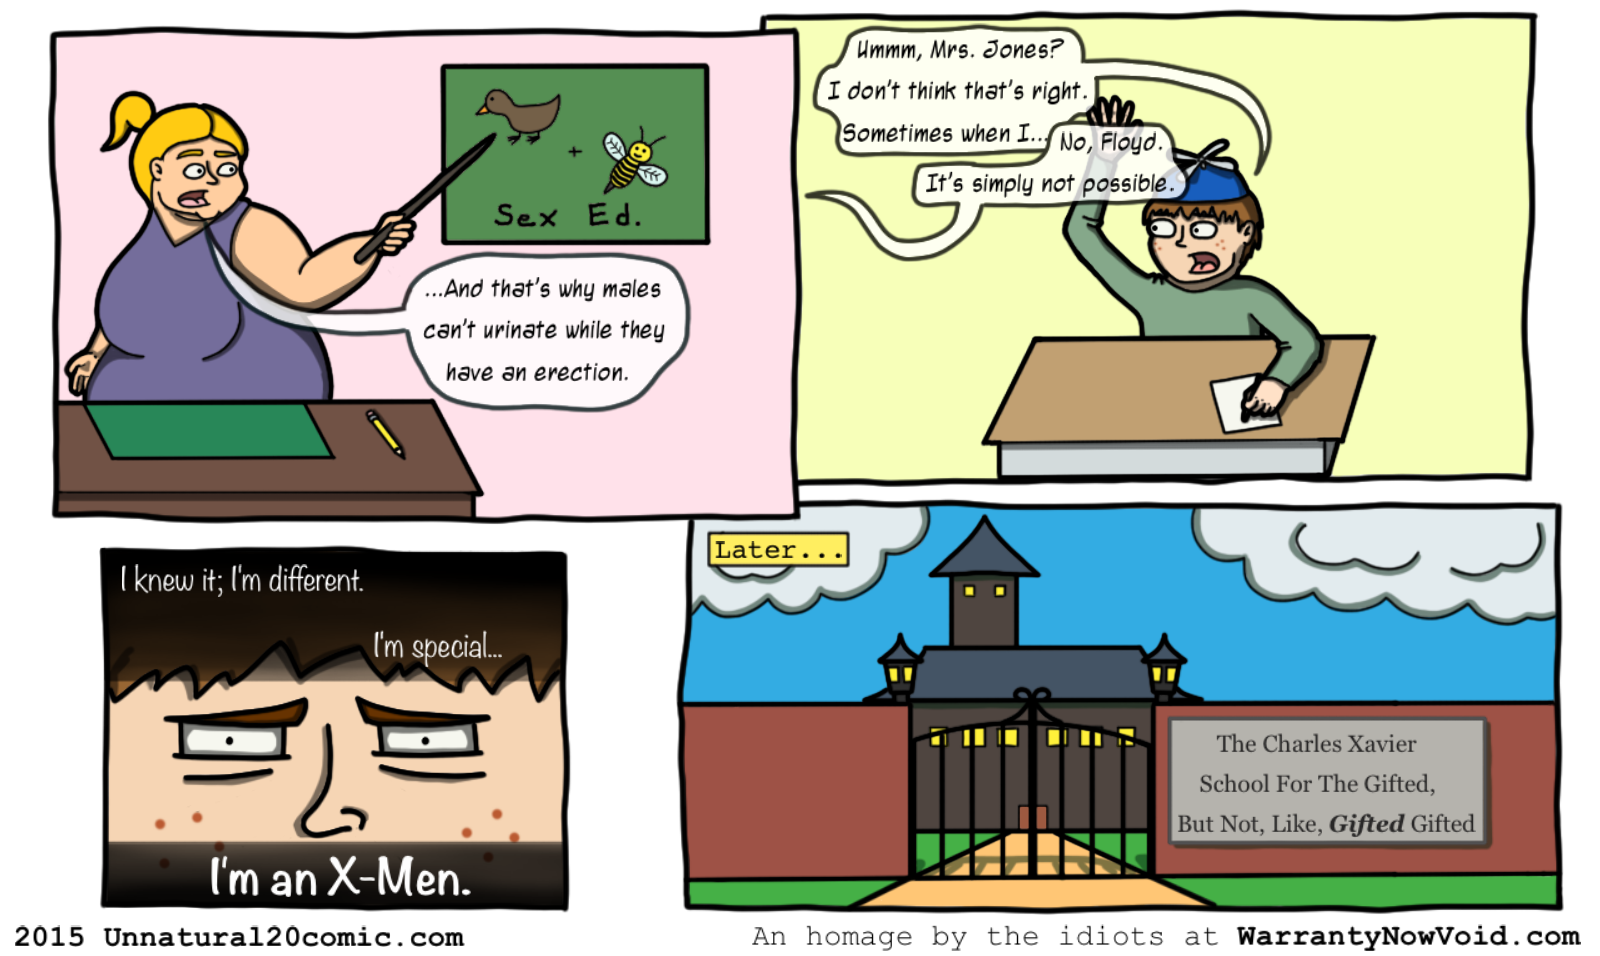 Sex Ed.
...And that's why males
can't urinate while they
have an erection.
Ummm, Mrs. Jones?
I don't think that's right.
Sometimes when I...
No, Floyd.
It's simply not possible.
I knew it; I'm different.
I'm special...
I'm an X-Men.
Later...
The Charles Xavier
School For The Gifted,
But Not, Like, Gifted Gifted
2015 Unnatural20comic.com
An homage by the idiots at WarrantyNowVoid.com